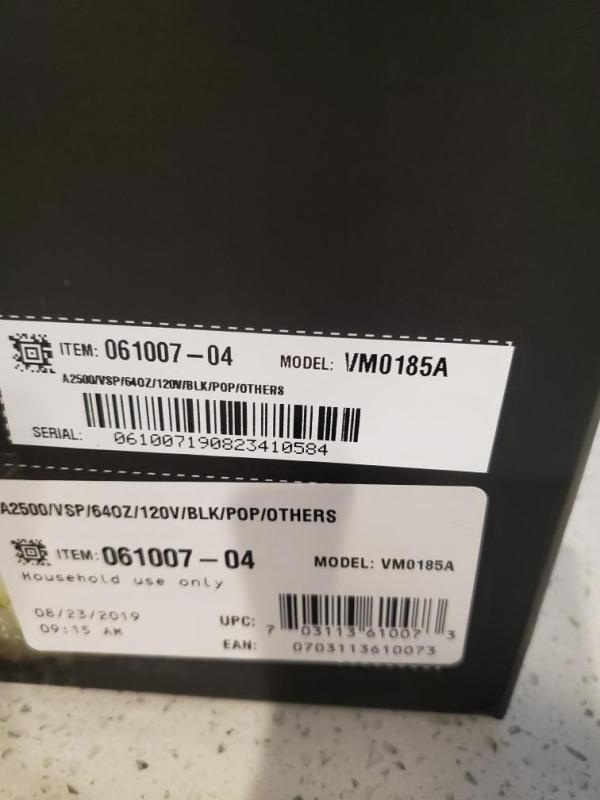 ITEM: 061007-04 MODEL: VM0185A
A2500/VSP/64OZ/120V/BLK/POP/OTHERS
SERIAL: 061007190823410584
A2500/VSP/64OZ/120V/BLK/POP/OTHERS
ITEM: 061007-04 MODEL: VM0185A
Household use only
08/23/2019
09:15 AM
UPC: 7 03113 61007 3
EAN: 0703113610073